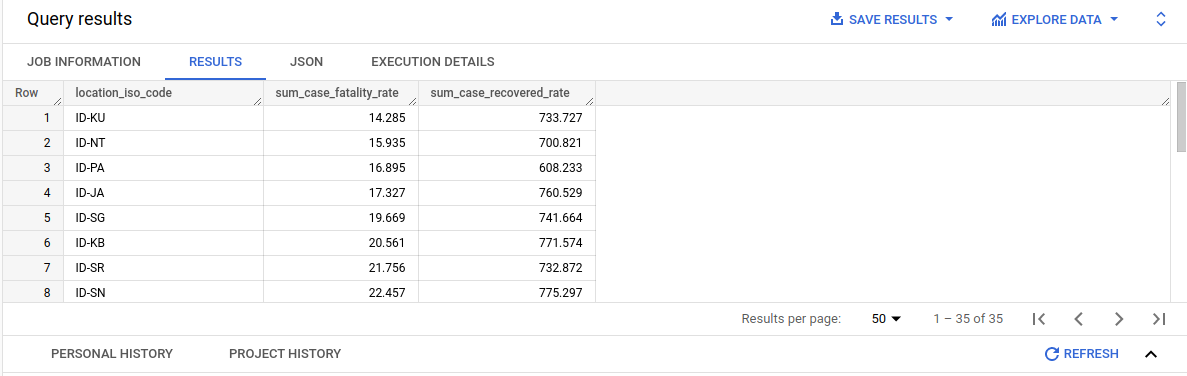 Query results SAVE RESULTS EXPLORE DATA
JOB INFORMATION RESULTS JSON EXECUTION DETAILS
Row location_iso_code sum_case_fatality_rate sum_case_recovered_rate
1 ID-KU 14.285 733.727
2 ID-NT 15.935 700.821
3 ID-PA 16.895 608.233
4 ID-JA 17.327 760.529
5 ID-SG 19.669 741.664
6 ID-KB 20.561 771.574
7 ID-SR 21.756 732.872
8 ID-SN 22.457 775.297
Results per page: 50 1 – 35 of 35
PERSONAL HISTORY PROJECT HISTORY REFRESH